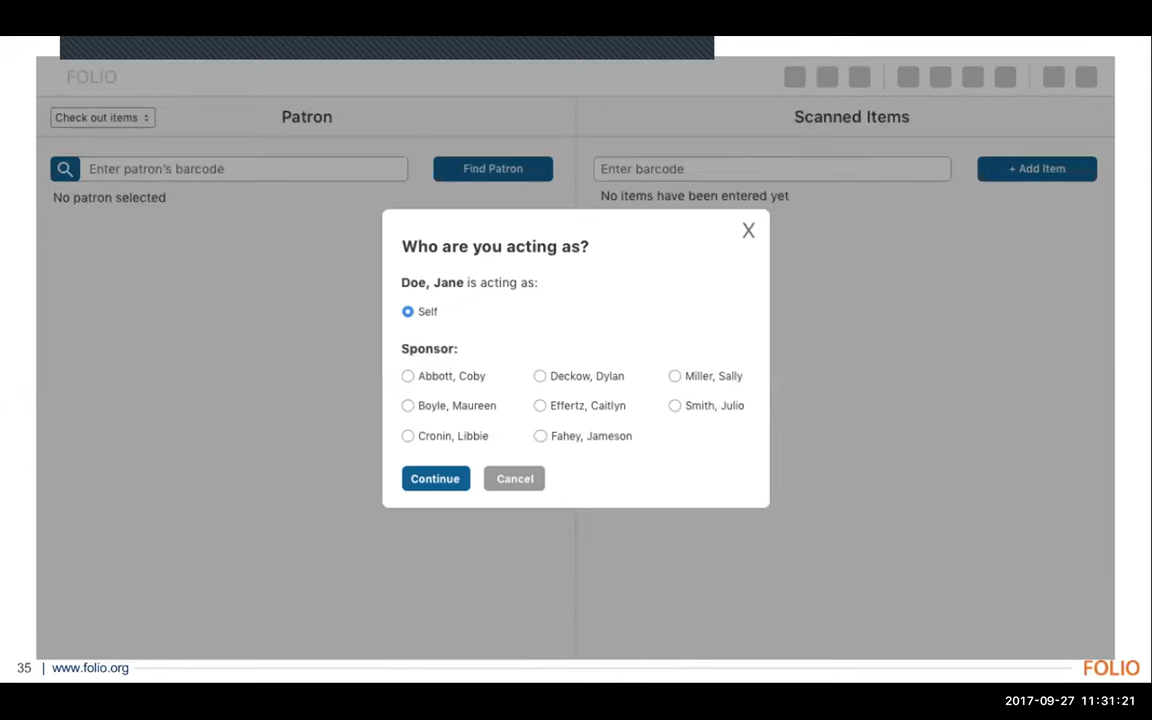 FOLIO
Check out items
Patron
Scanned Items
Enter patron's barcode
Find Patron
Enter barcode
+ Add Item
No patron selected
No items have been entered yet
X
Who are you acting as?
Doe, Jane is acting as:
Self
Sponsor:
Abbott, Coby Deckow, Dylan Miller, Sally
Boyle, Maureen Effertz, Caitlyn Smith, Julio
Cronin, Libbie Fahey, Jameson
Continue Cancel
35 | www.folio.org
FOLIO
2017-09-27 11:31:21